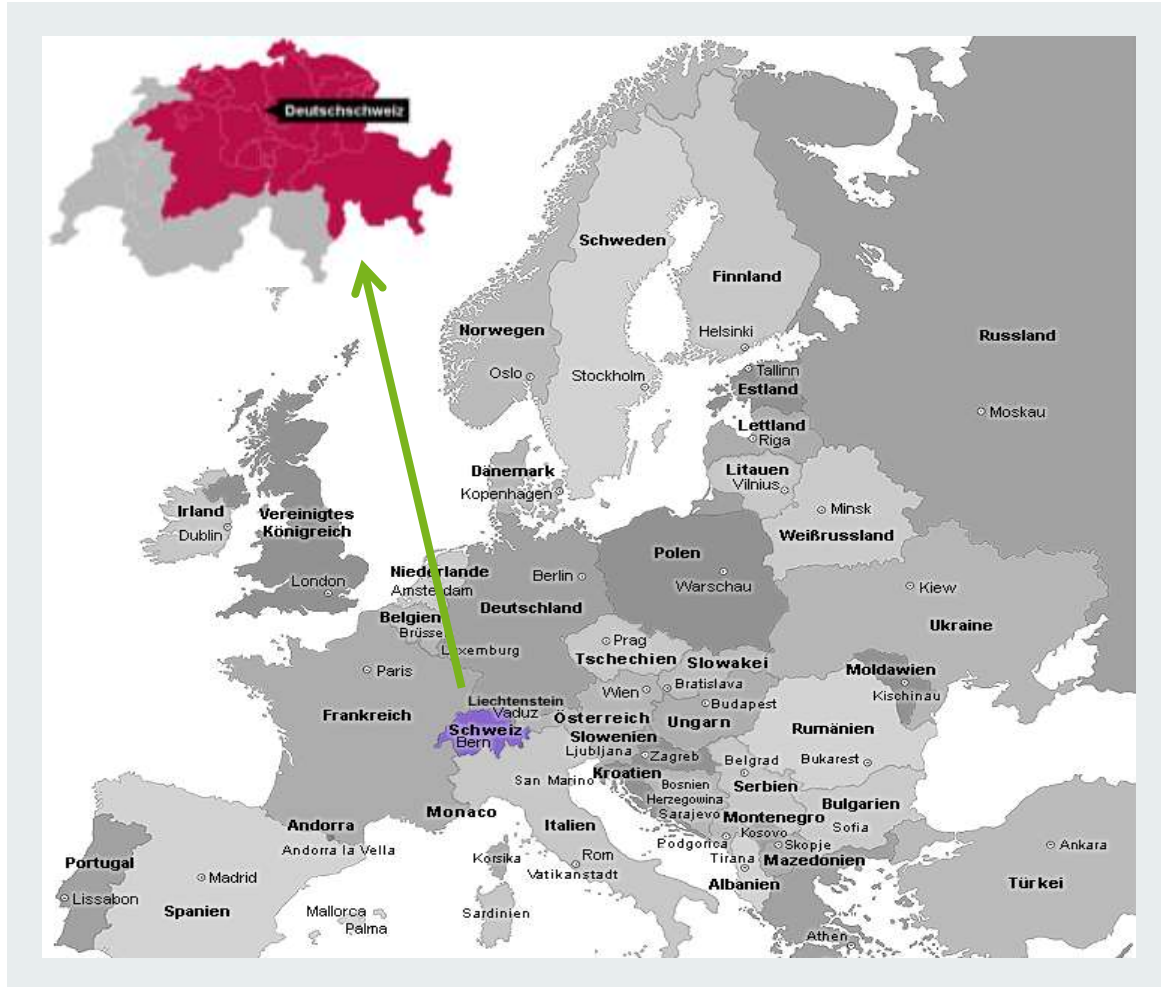 Deutschschweiz
Schweden
Finnland
Norwegen
Helsinki
Russland
Oslo
Stockholm
Tallinn
Estland
Moskau
Lettland
Riga
Dänemark
Kopenhagen
Litauen
Vilnius
Irland
Dublin
Vereinigtes
Königreich
Minsk
Weißrussland
Polen
Warschau
London
Niederlande
Amsterdam
Berlin
Deutschland
Kiew
Ukraine
Belgien
Brüssel
Luxemburg
Prag
Tschechien
Slowakei
Bratislava
Paris
Moldawien
Kischinau
Wien
Budapest
Frankreich
Liechtenstein
Vaduz
Österreich
Ungarn
Schweiz
Bern
Slowenien
Ljubljana
Zagreb
Rumänien
Bukarest
Belgrad
San Marino
Kroatien
Bosnien
Herzegowina
Sarajevo
Serbien
Monaco
Italien
Montenegro
Kosovo
Bulgarien
Sofia
Andorra
Andorra la Vella
Podgorica
Skopje
Ankara
Portugal
Korsika
Rom
Vatikanstadt
Tirana
Mazedonien
Madrid
Albanien
Türkei
Lissabon
Spanien
Mallorca
Palma
Sardinien
Athen